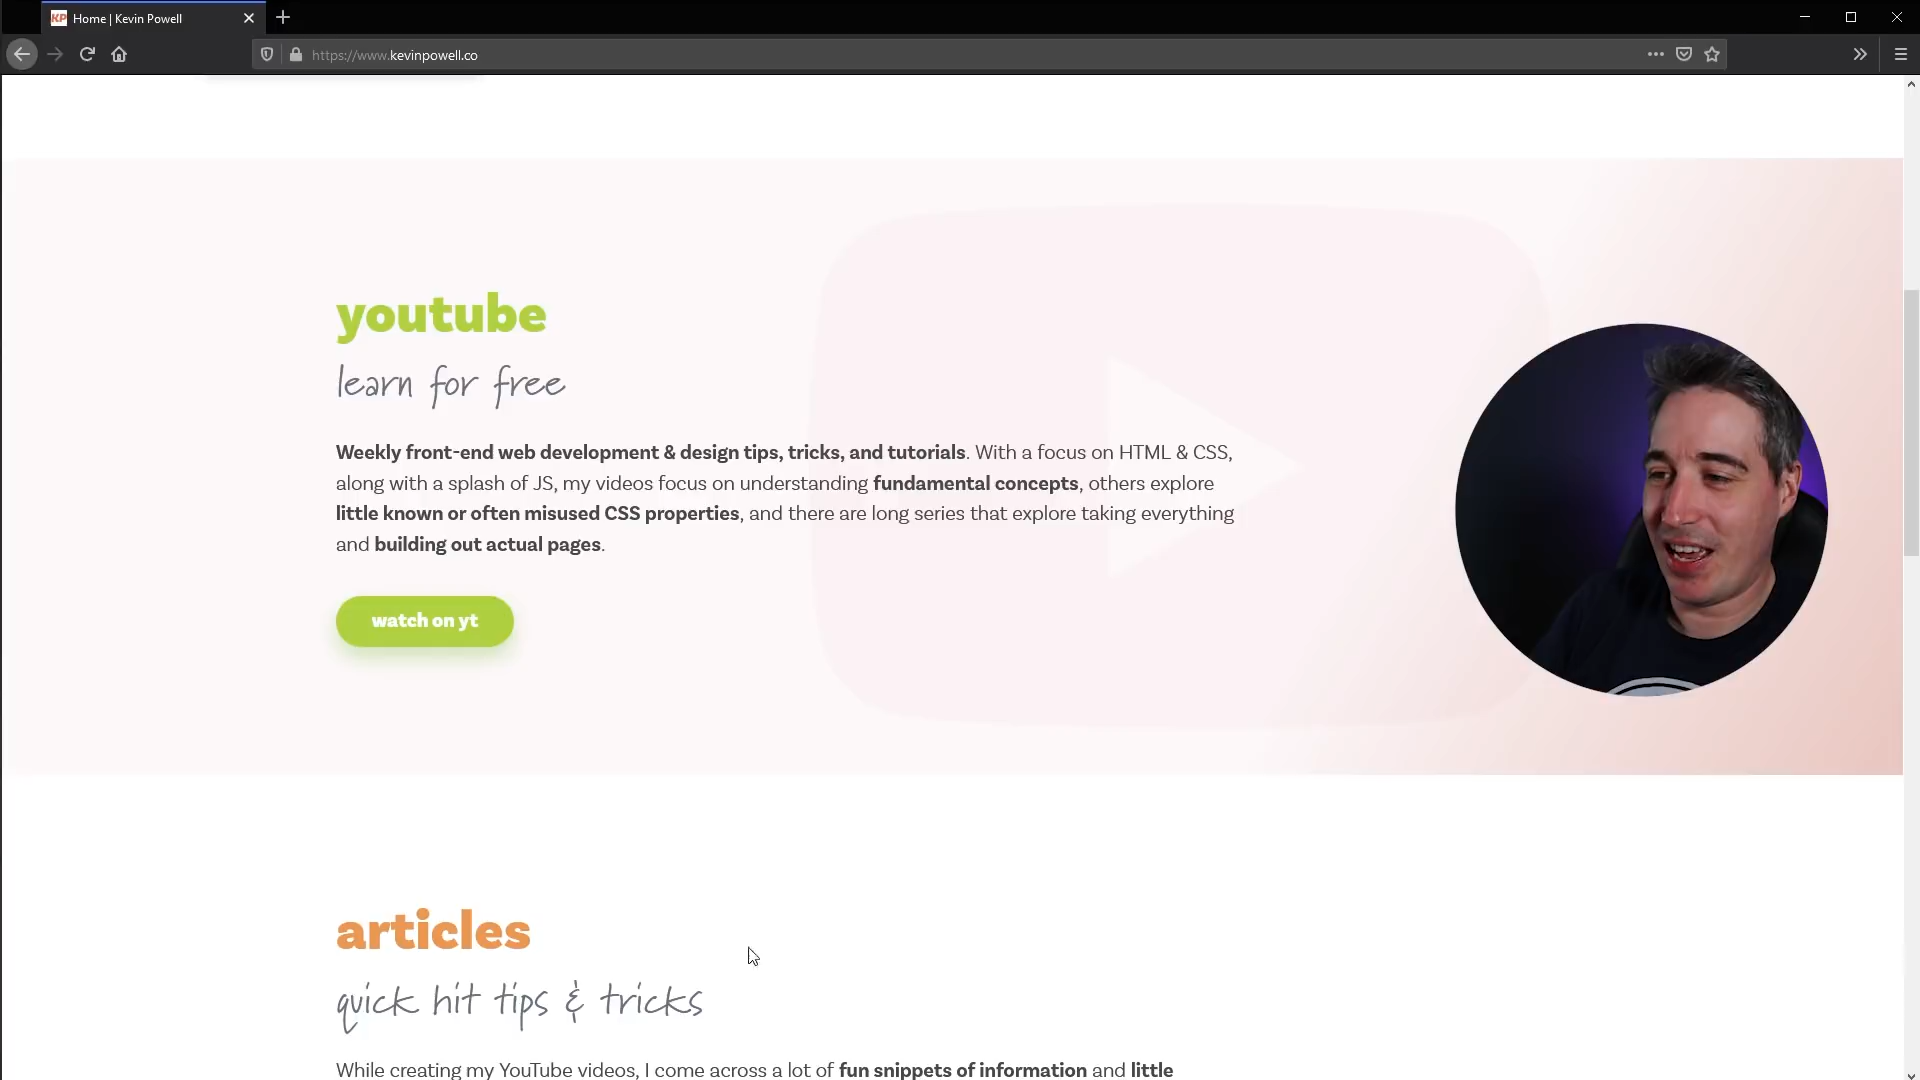 KP Home | Kevin Powell
https://www.kevinpowell.co
youtube
learn for free
Weekly front-end web development & design tips, tricks, and tutorials. With a focus on HTML & CSS,
along with a splash of JS, my videos focus on understanding fundamental concepts, others explore
little known or often misused CSS properties, and there are long series that explore taking everything
and building out actual pages.
watch on yt
articles
quick hit tips & tricks
While creating my YouTube videos, I come across a lot of fun snippets of information and little